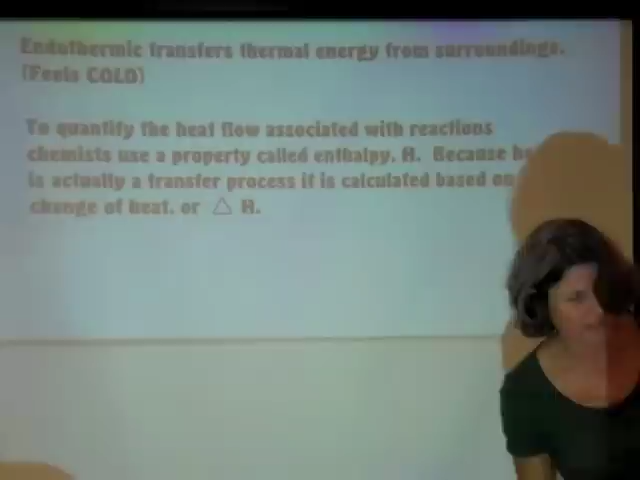 Endothermic transfers thermal energy from surroundings.
(Feels COLD)
To quantify the heat flow associated with reactions
chemists use a property called enthalpy, H. Because
is actually a transfer process it is calculated based on
change of heat, or △ H.